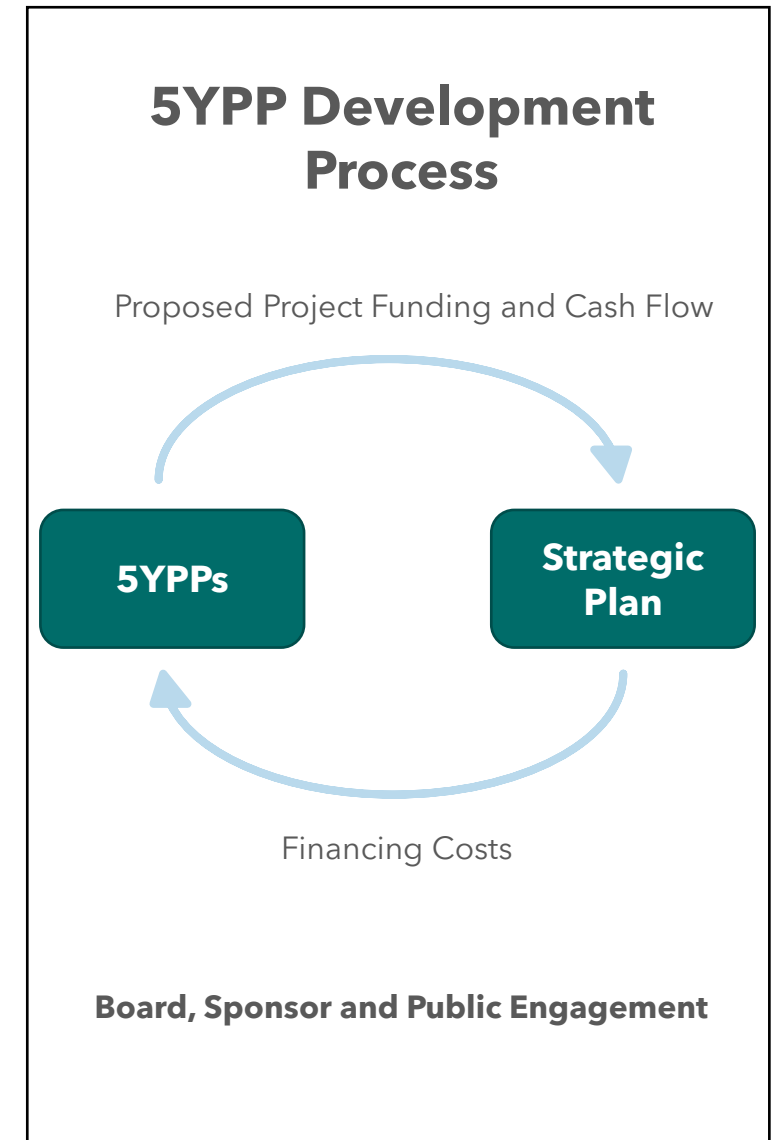 5YPP Development
Process
Proposed Project Funding and Cash Flow
5YPPs
Strategic
Plan
Financing Costs
Board, Sponsor and Public Engagement